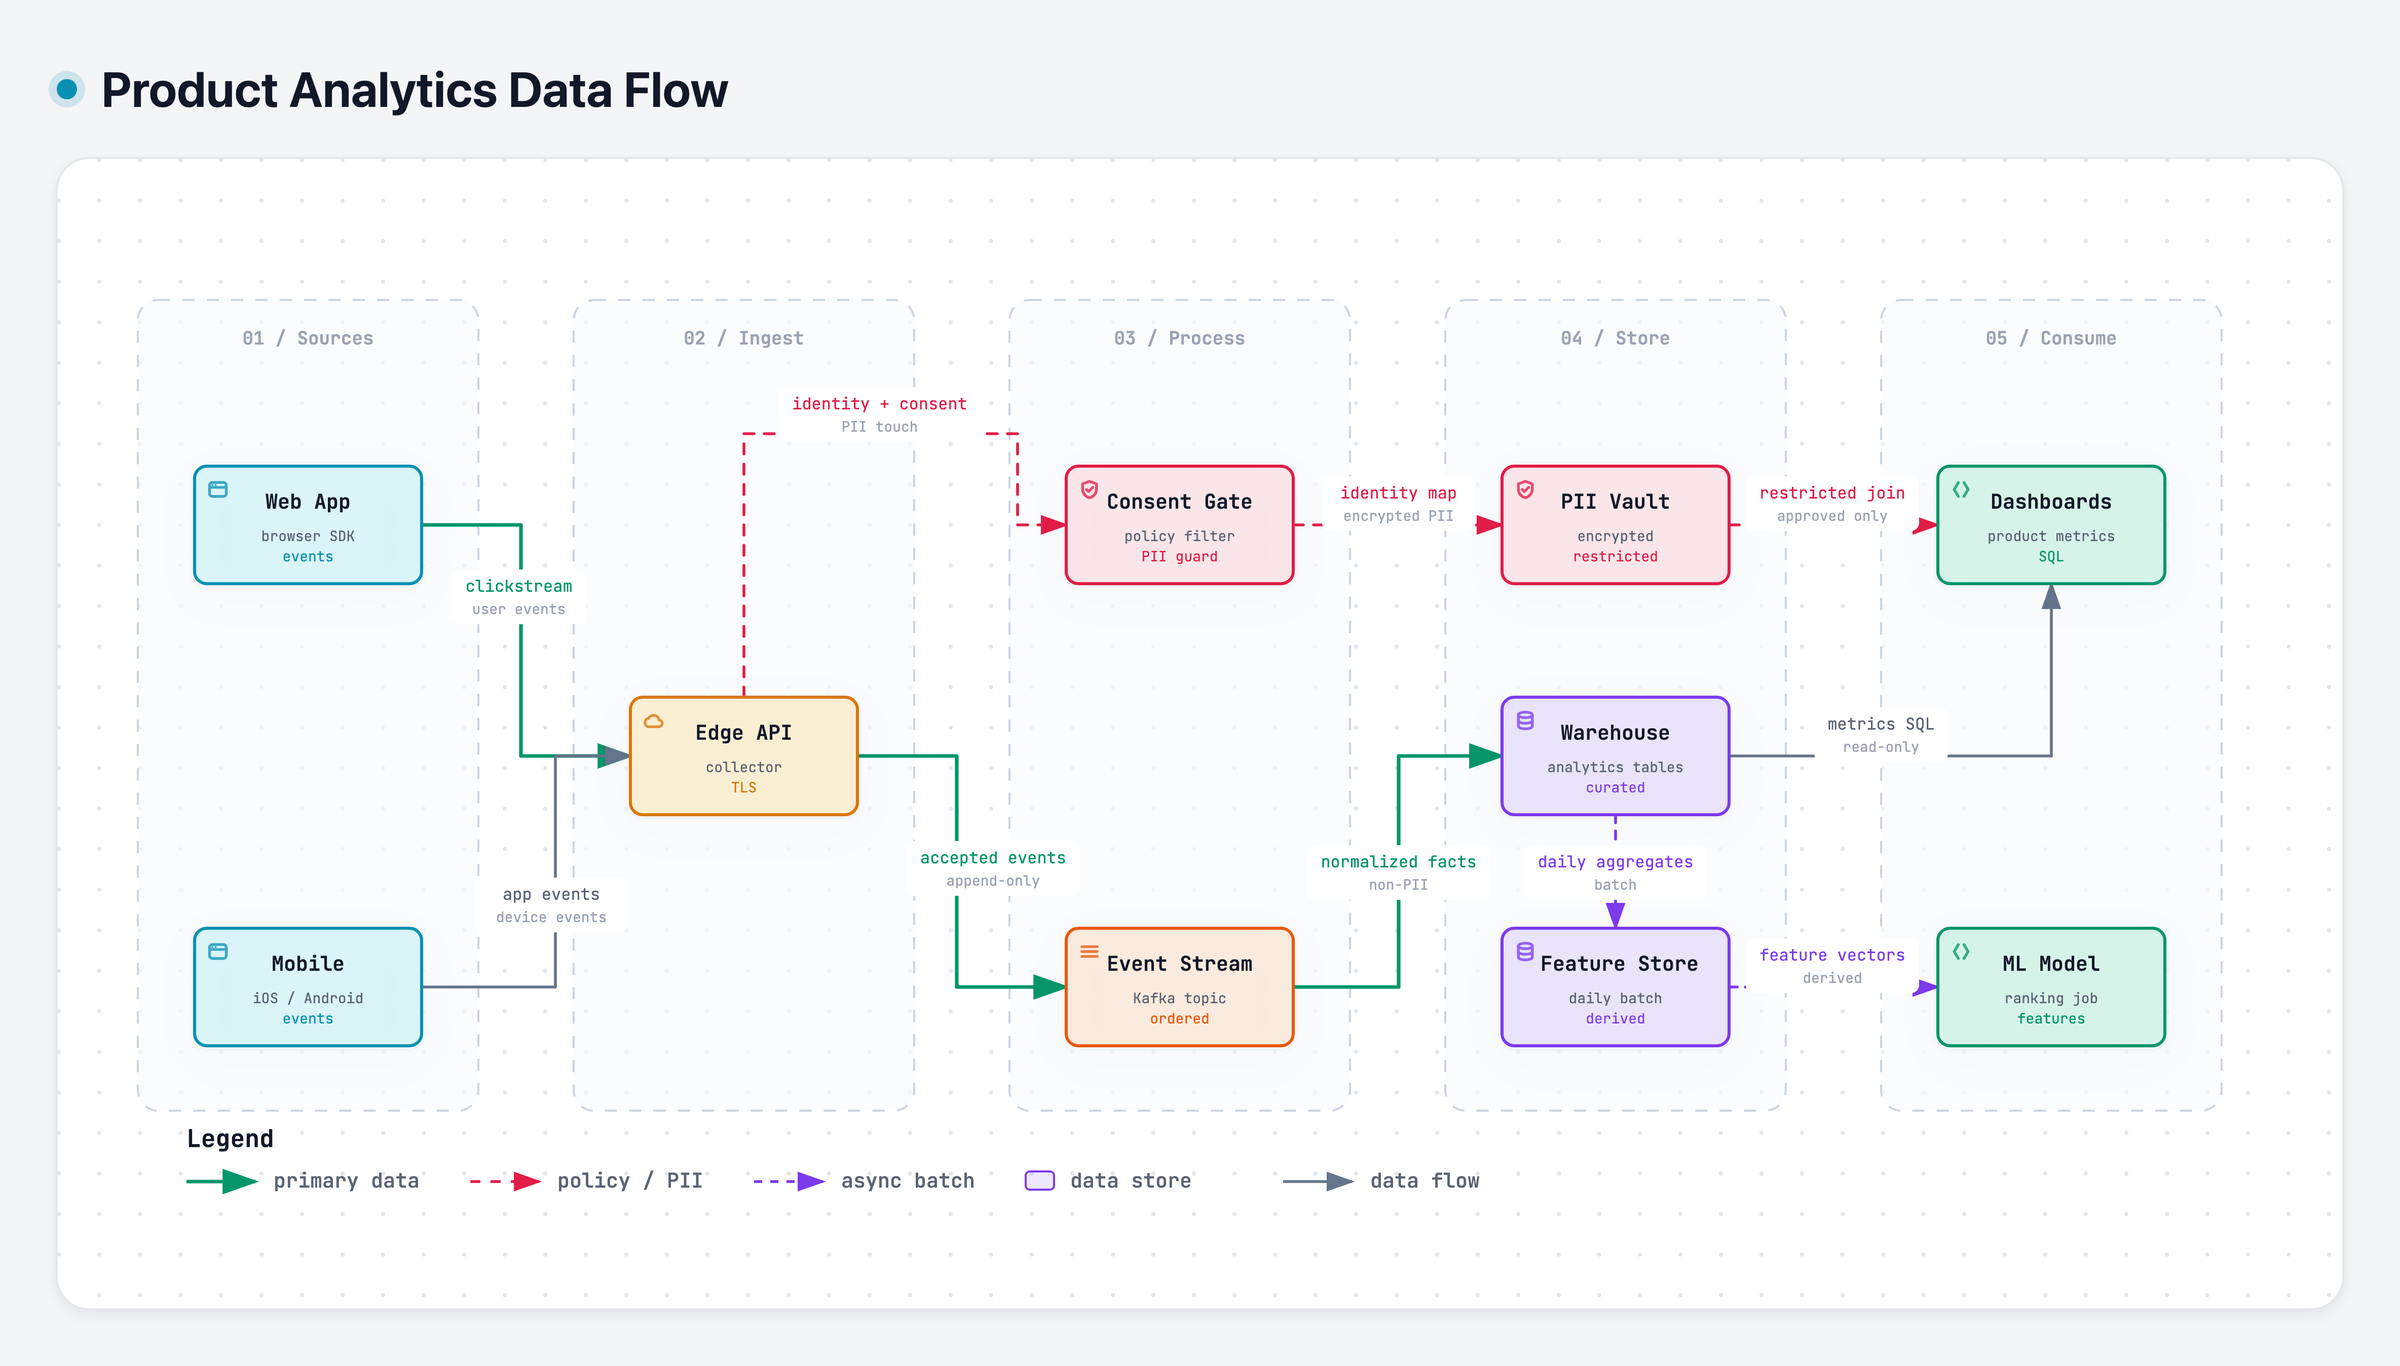 Product Analytics Data Flow
01 / Sources
02 / Ingest
03 / Process
04 / Store
05 / Consume
identity + consent
PII touch
Web App
browser SDK
events
clickstream
user events
Consent Gate
policy filter
PII guard
identity map
encrypted PII
PII Vault
encrypted
restricted
restricted join
approved only
Dashboards
product metrics
SQL
Edge API
collector
TLS
Warehouse
analytics tables
curated
metrics SQL
read-only
app events
device events
accepted events
append-only
normalized facts
non-PII
daily aggregates
batch
Mobile
iOS / Android
events
Event Stream
Kafka topic
ordered
Feature Store
daily batch
derived
feature vectors
derived
ML Model
ranking job
features
Legend
primary data
policy / PII
async batch
data store
data flow